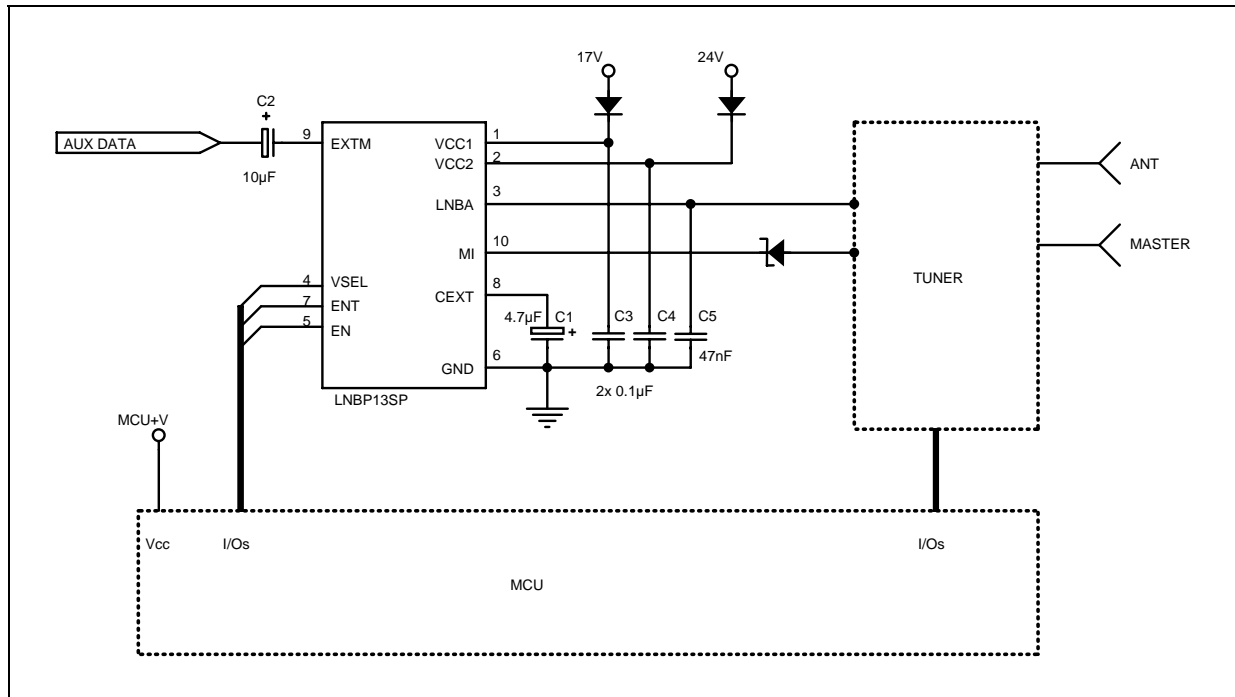 17V
24V
C2
+
AUX DATA
9
EXTM
VCC1
1
10µF
VCC2
2
LNBA
3
ANT
MI
10
MASTER
TUNER
4
VSEL
CEXT
8
7
ENT
5
EN
4.7µF
C1
+
C3
C4
C5
47nF
GND
6
2x 0.1µF
LNBP13SP
MCU+V
Vcc
I/Os
I/Os
MCU